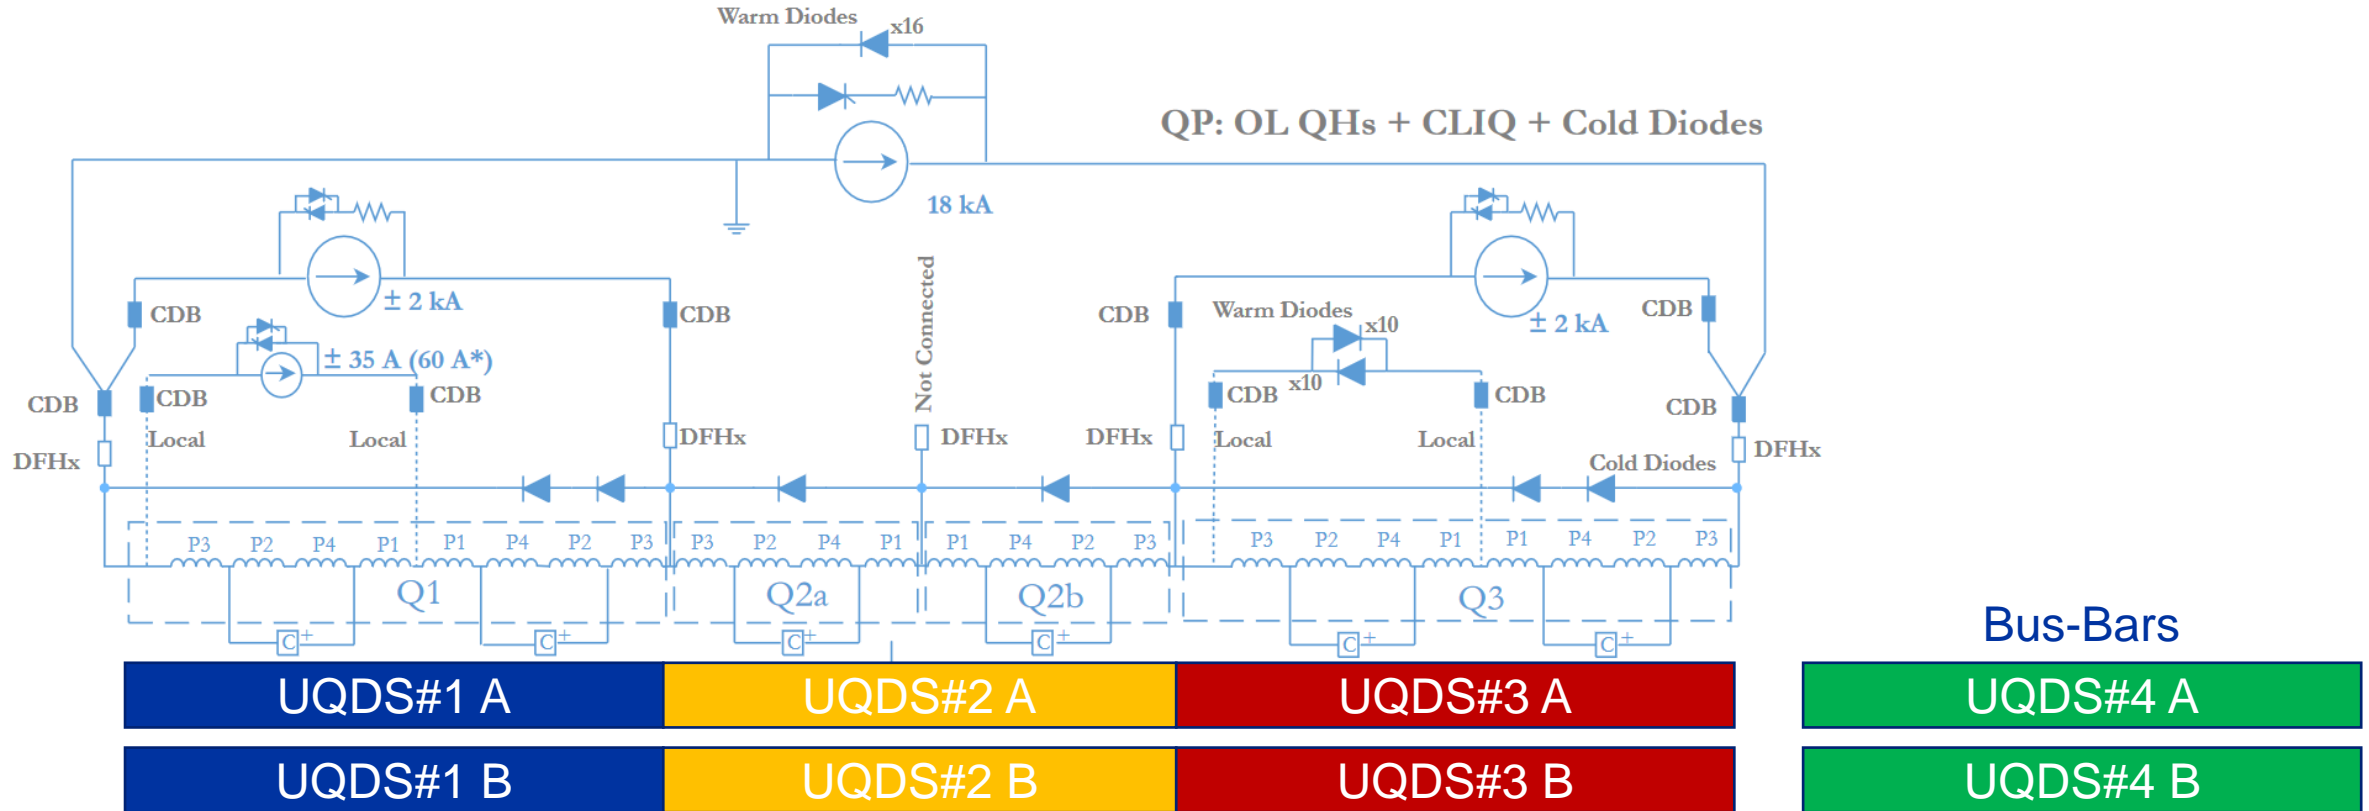 Warm Diodes
x16
QP: OL QHs + CLIQ + Cold Diodes
18 kA
± 2 kA
± 2 kA
CDB
CDB
Not Connected
CDB
Warm Diodes
x10
CDB
± 35 A (60 A*)
x10
CDB
CDB
CDB
CDB
CDB
CDB
Local
Local
DFHx
DFHx
DFHx
Local
Local
DFHx
DFHx
Cold Diodes
P3 P2 P4 P1 P1 P4 P2 P3 P3 P2 P4 P1 P1 P4 P2 P3 P3 P2 P4 P1 P1 P4 P2 P3
Q1
Q2a
Q2b
Q3
C + C + C + C + C + C +
Bus-Bars
UQDS#1 A
UQDS#2 A
UQDS#3 A
UQDS#4 A
UQDS#1 B
UQDS#2 B
UQDS#3 B
UQDS#4 B